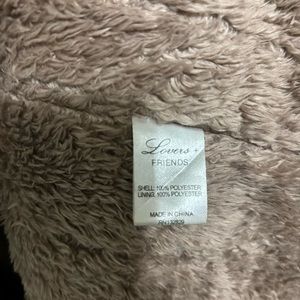 Lovers +
FRIENDS
SHELL: 100% POLYESTER
LINING: 100% POLYESTER
MADE IN CHINA